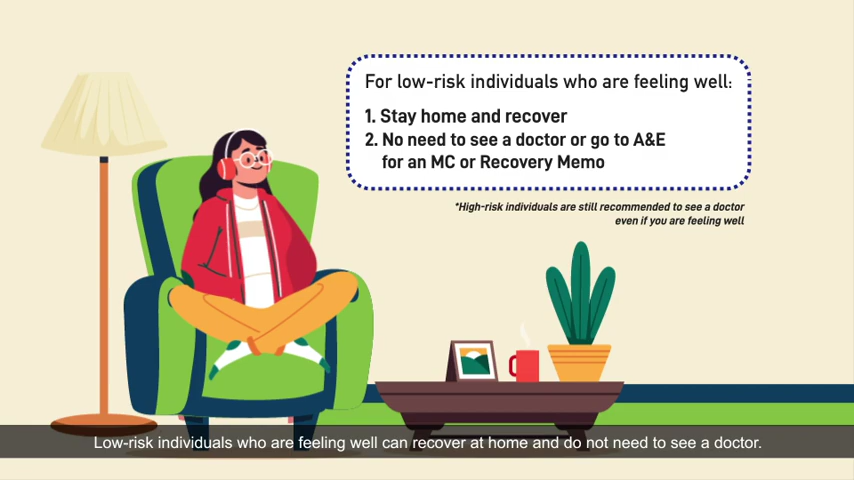 For low-risk individuals who are feeling well:
1. Stay home and recover
2. No need to see a doctor or go to A&E
for an MC or Recovery Memo
*High-risk individuals are still recommended to see a doctor
even if you are feeling well
Low-risk individuals who are feeling well can recover at home and do not need to see a doctor.